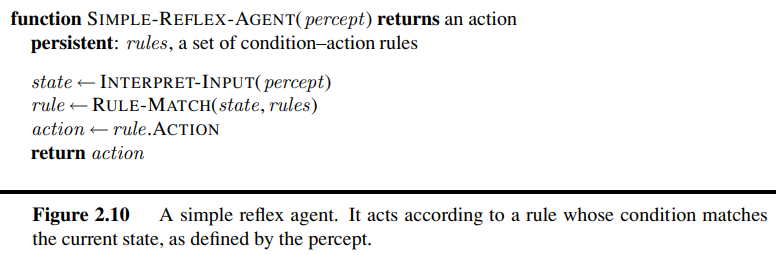 function SIMPLE-REFLEX-AGENT(percept) returns an action
persistent: rules, a set of condition–action rules
state ← INTERPRET-INPUT(percept)
rule ← RULE-MATCH(state, rules)
action ← rule.ACTION
return action
Figure 2.10 A simple reflex agent. It acts according to a rule whose condition matches
the current state, as defined by the percept.